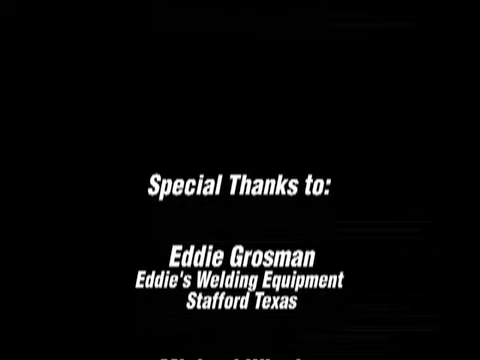 Special Thanks to:
Eddie Grosman
Eddie's Welding Equipment
Stafford Texas